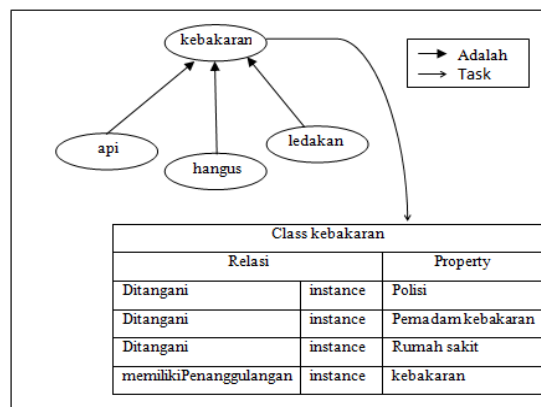 kebakaran
Adalah
Task
api
hangus
ledakan
Class kebakaran
Relasi Property
Ditangani instance Polisi
Ditangani instance Pemadam kebakaran
Ditangani instance Rumah sakit
memilikiPenanggulangan instance kebakaran